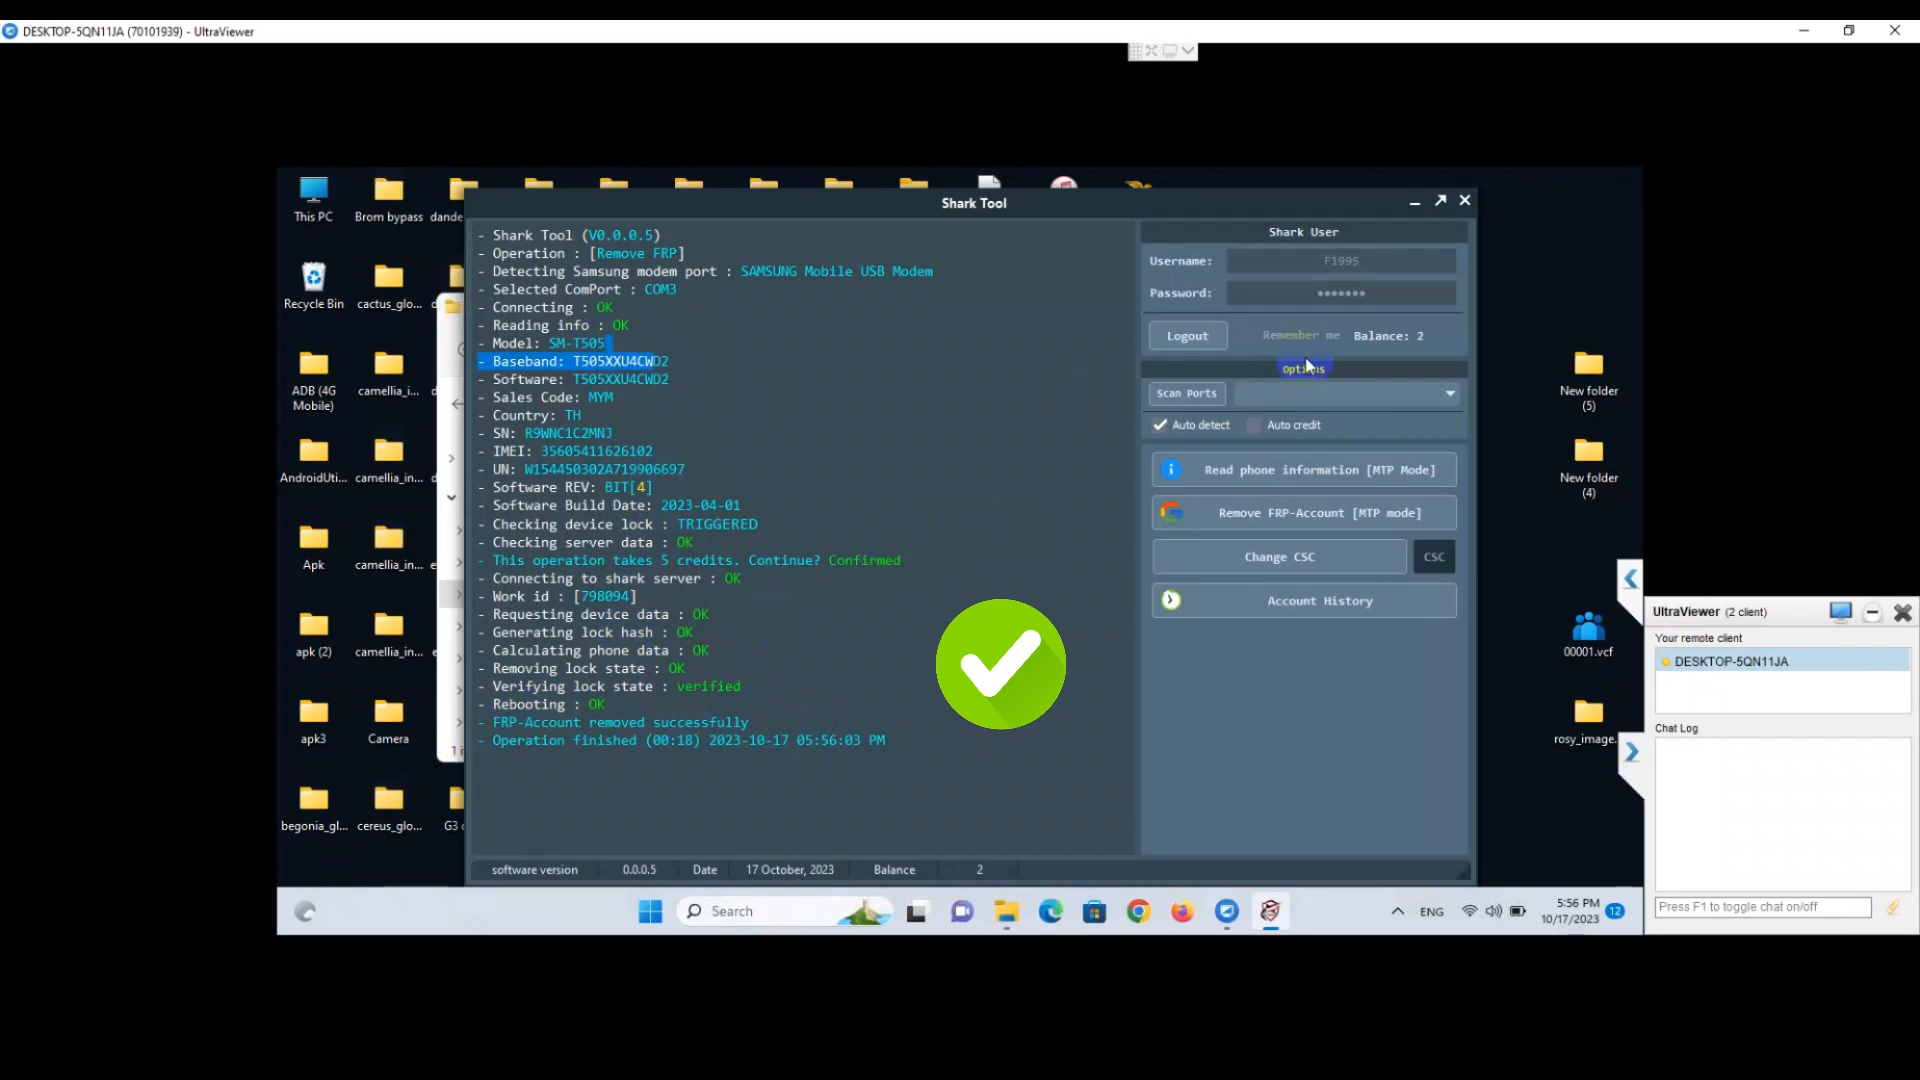 DESKTOP-5QN11JA (70101939) - UltraViewer
This PC
Brom bypass
dande
Recycle Bin
cactus_glo...
ADB (4G
Mobile)
camellia_i...
AndroidUti...
camellia_in...
Apk
camellia_in...
apk (2)
camellia_in...
apk3
Camera
begonia_gl...
cereus_glo...
G3
Shark Tool
- Shark Tool (V0.0.0.5)
- Operation : [Remove FRP]
- Detecting Samsung modem port : SAMSUNG Mobile USB Modem
- Selected ComPort : COM3
- Connecting : OK
- Reading info : OK
- Model: SM-T505
- Baseband: T505XXU4CWD2
- Software: T505XXU4CWD2
- Sales Code: MYM
- Country: TH
- SN: R9WNC1C2MNJ
- IMEI: 35605411626102
- UN: W154450302A719906697
- Software REV: BIT[4]
- Software Build Date: 2023-04-01
- Checking device lock : TRIGGERED
- Checking server data : OK
- This operation takes 5 credits. Continue? Confirmed
- Connecting to shark server : OK
- Work id : [798094]
- Requesting device data : OK
- Generating lock hash : OK
- Calculating phone data : OK
- Removing lock state : OK
- Verifying lock state : verified
- Rebooting : OK
- FRP-Account removed successfully
- Operation finished (00:18) 2023-10-17 05:56:03 PM
Shark User
Username: F1995
Password:
Logout Remember me Balance: 2
Options
Scan Ports
Auto detect Auto credit
Read phone information [MTP Mode]
Remove FRP-Account [MTP mode]
Change CSC CSC
Account History
software version 0.0.0.5 Date 17 October, 2023 Balance 2
New folder
(5)
New folder
(4)
00001.vcf
rosy_image.
Search
ENG
5:56 PM
10/17/2023
12
UltraViewer (2 client)
Your remote client
DESKTOP-5QN11JA
Chat Log
Press F1 to toggle chat on/off